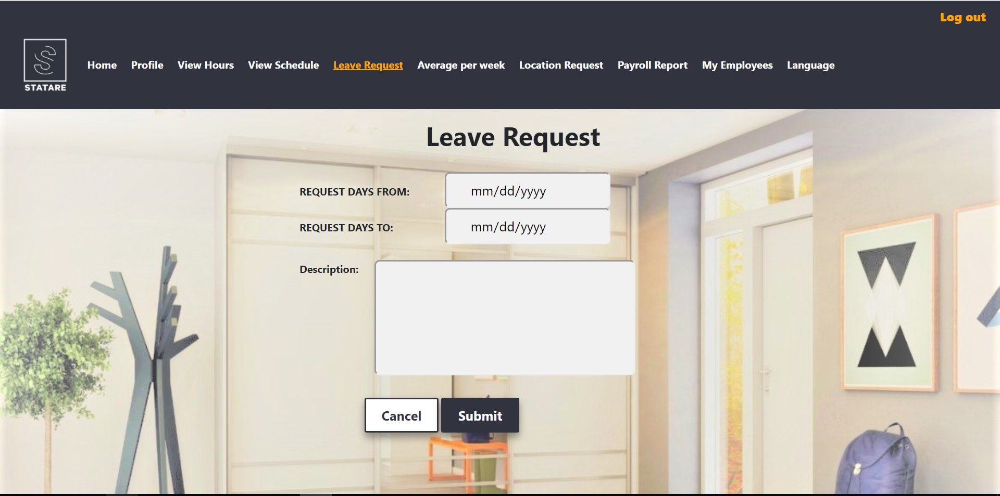 Log out
S
STATARE
Home Profile View Hours View Schedule Leave Request Average per week Location Request Payroll Report My Employees Language
Leave Request
REQUEST DAYS FROM: mm/dd/yyyy
REQUEST DAYS TO: mm/dd/yyyy
Description:
Cancel Submit